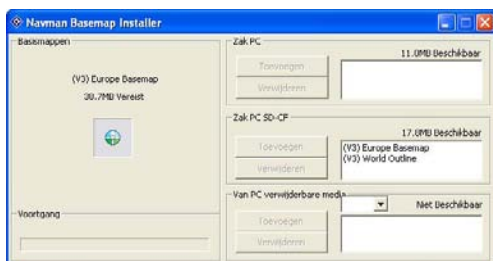 Navman Basemap Installer
Basismappen
(V3) Europe Basemap
38.7MB Vereist
Voortgang
Zak PC
11.0MB Beschikbaar
Toevoegen
Verwijderen
Zak PC SD-CF
17.8MB Beschikbaar
Toevoegen
Verwijderen
(V3) Europe Basemap
(V3) World Outline
Van PC verwijderbare media
Niet Beschikbaar
Toevoegen
Verwijderen